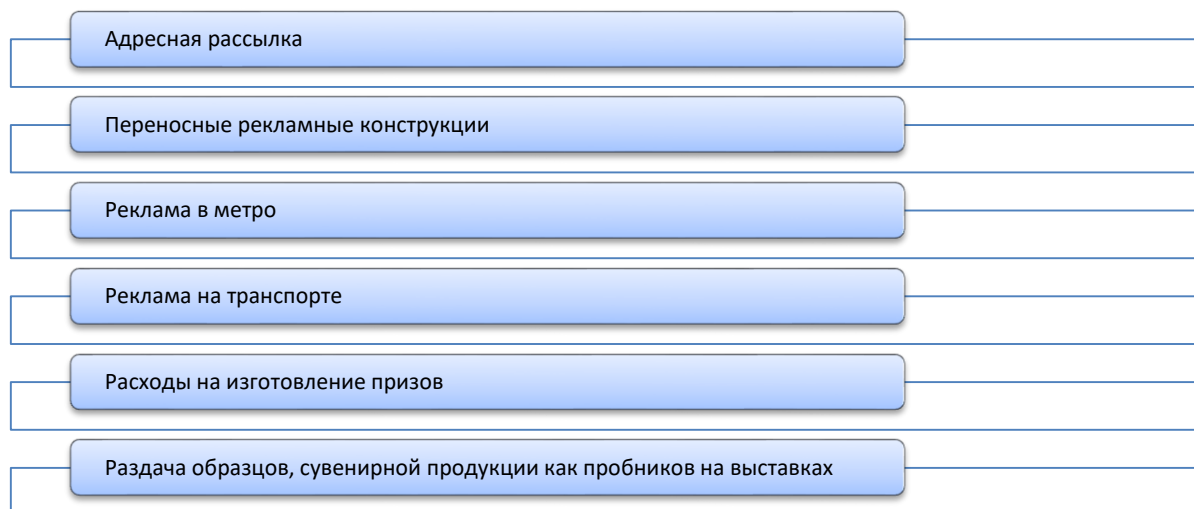 Адресная рассылка
Переносные рекламные конструкции
Реклама в метро
Реклама на транспорте
Расходы на изготовление призов
Раздача образцов, сувенирной продукции как пробников на выставках